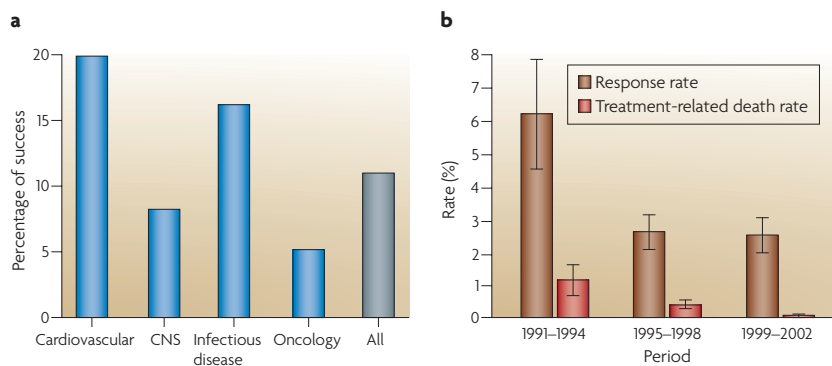 a
Percentage of success
20
15
10
5
0
Cardiovascular
CNS
Infectious
disease
Oncology
All
b
Rate (%)
8
7
6
5
4
3
2
1
0
Response rate
Treatment-related death rate
1991–1994
1995–1998
1999–2002
Period